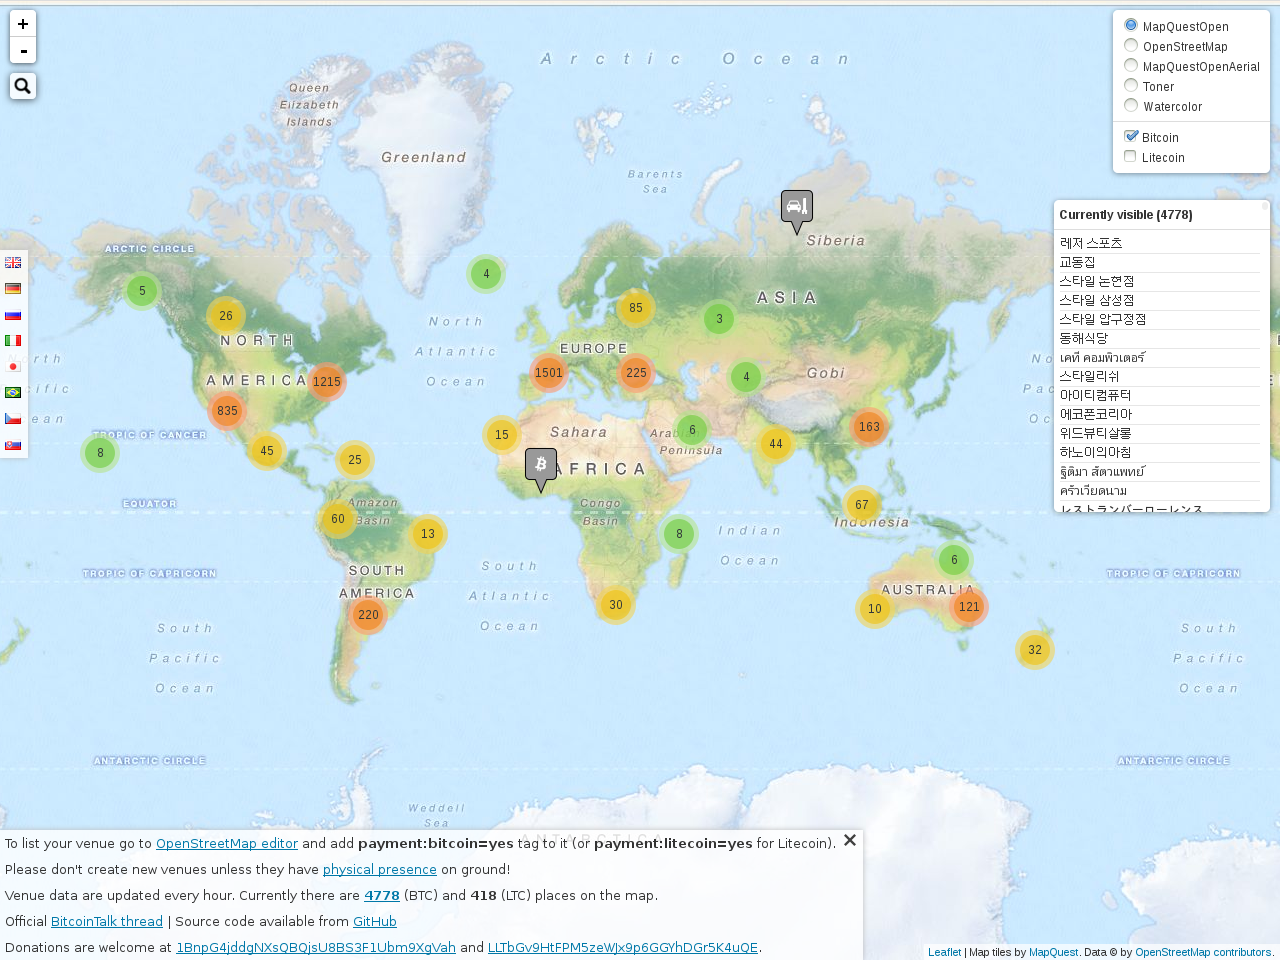 +
-
MapQuestOpen
OpenStreetMap
MapQuestOpenAerial
Toner
Watercolor
Bitcoin
Litecoin
Currently visible (4778)
레저 스포츠
교동집
스타일 논현점
스타일 삼성점
스타일 압구정점
동해식당
เคที คอมพิวเตอร์
스타일리쉬
아이티컴퓨터
에코폰코리아
위드뷰티살롱
하노이의아침
ฐิติมา สัตวแพทย์
ครัวเวียดนาม
レストランバーローレンス
Arctic Ocean
Queen
Elizabeth
Islands
Greenland
Barents
Sea
Siberia
ARCTIC CIRCLE
ASIA
4
5
26
85
3
NORTH
AMERICA
North
Atlantic
Ocean
EUROPE
1215
1501
225
4
Gobi
835
TROPIC OF CANCER
8
45
25
15
Sahara
6
Peninsula
44
163
AFRICA
EQUATOR
Amazon
Basin
60
13
Congo
Basin
8
67
Indonesia
Indian
Ocean
TROPIC OF CAPRICORN
SOUTH
AMERICA
220
South
Atlantic
Ocean
30
6
AUSTRALIA
10
121
TROPIC OF CAPRICORN
32
South
Pacific
Ocean
South
Pacific
Ocean
ANTARCTIC CIRCLE
ANTARCTIC CIRCLE
Weddell
Sea
ANTARCTICA
To list your venue go to OpenStreetMap editor and add payment:bitcoin=yes tag to it (or payment:litecoin=yes for Litecoin).
Please don't create new venues unless they have physical presence on ground!
Venue data are updated every hour. Currently there are 4778 (BTC) and 418 (LTC) places on the map.
Official BitcoinTalk thread | Source code available from GitHub
Donations are welcome at 1BnpG4jddgNXsQBQjsU8BS3F1Ubm9XgVah and LLTbGv9HtFPM5zeWJx9p6GGYhDGr5K4uQE.
Leaflet | Map tiles by MapQuest. Data © by OpenStreetMap contributors.